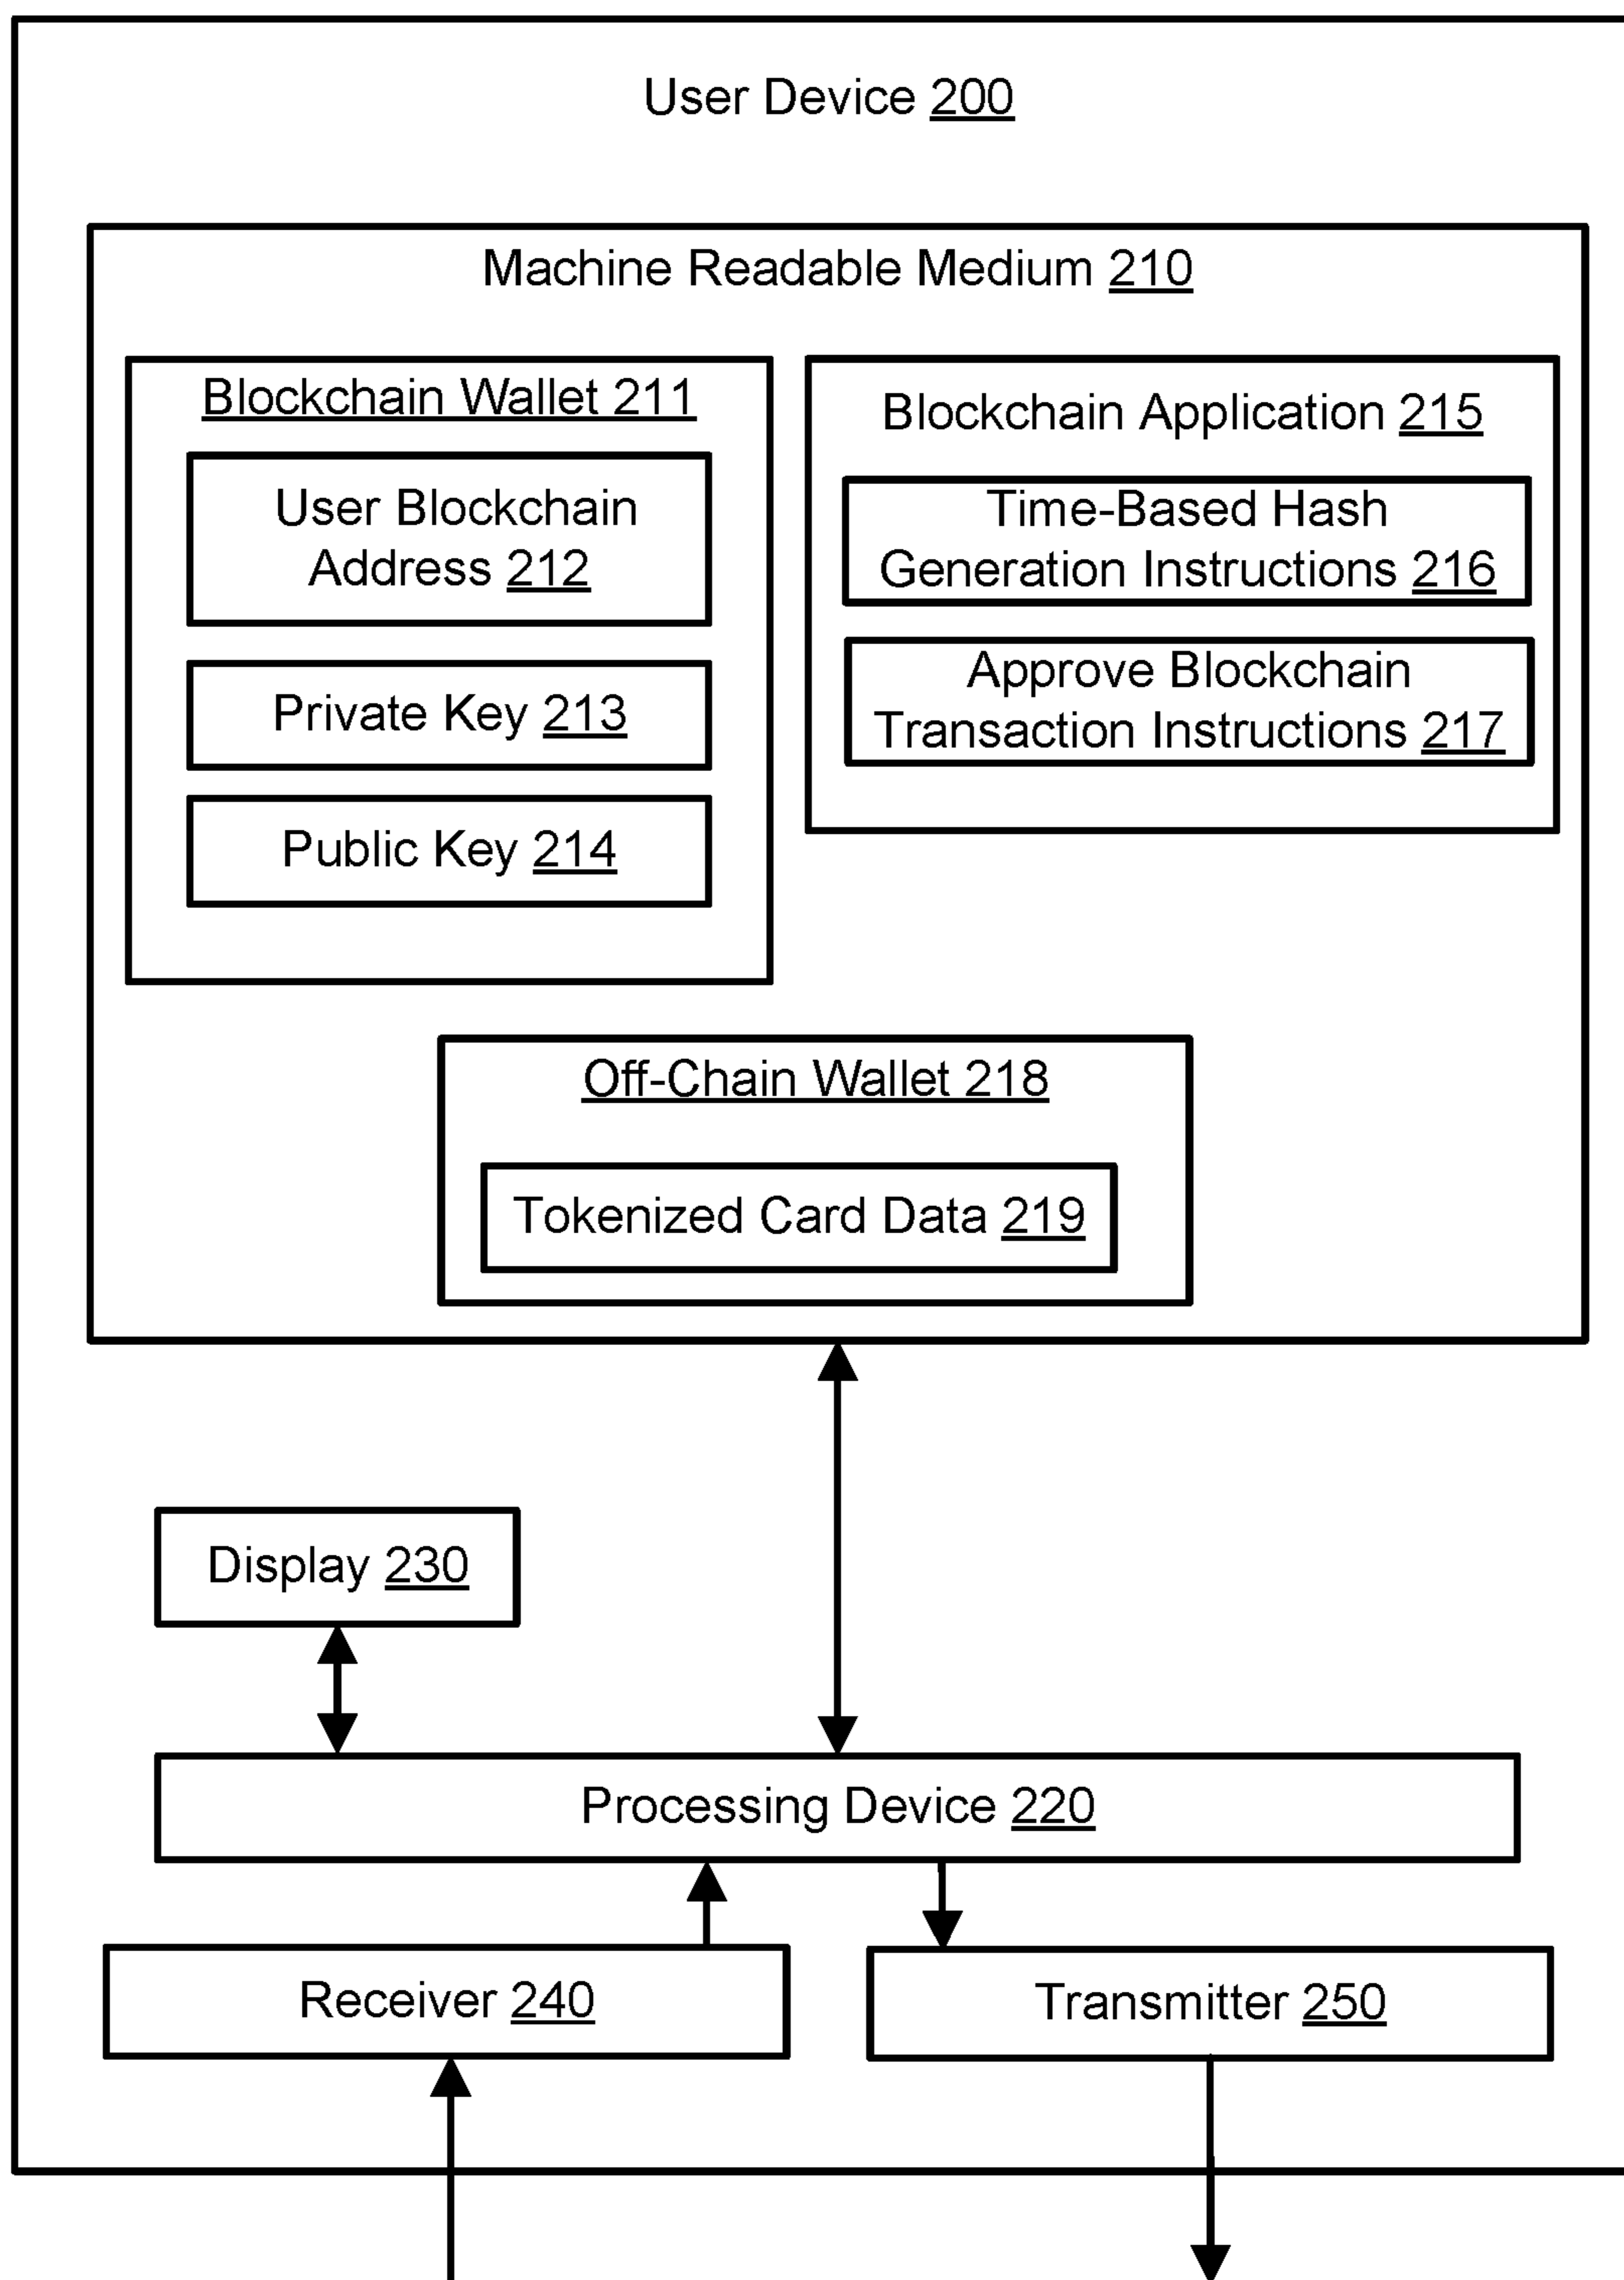 User Device 200
Machine Readable Medium 210
Blockchain Wallet 211
User Blockchain
Address 212
Private Key 213
Public Key 214
Blockchain Application 215
Time-Based Hash
Generation Instructions 216
Approve Blockchain
Transaction Instructions 217
Off-Chain Wallet 218
Tokenized Card Data 219
Display 230
Processing Device 220
Receiver 240
Transmitter 250